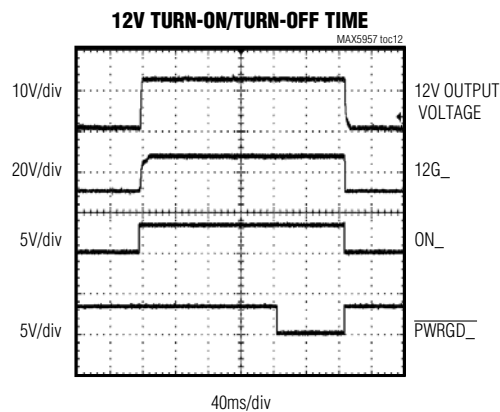 12V TURN-ON/TURN-OFF TIME
MAX5957 toc12
10V/div
12V OUTPUT
VOLTAGE
20V/div
12G_
5V/div
ON_
5V/div
PWRGD_
40ms/div